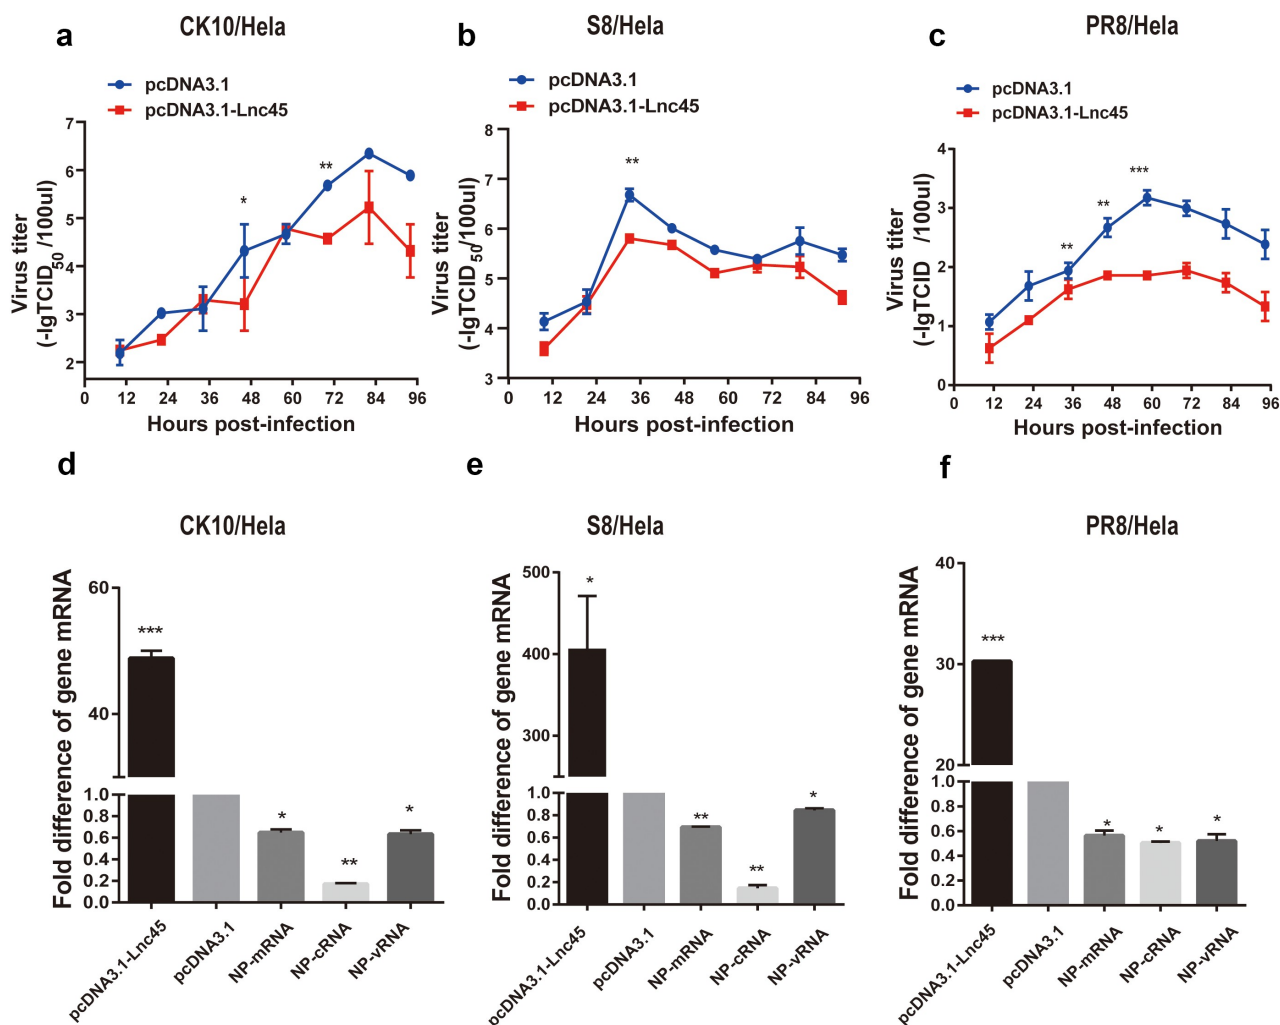 a
CK10/Hela
pcDNA3.1
pcDNA3.1-Lnc45
Virus titer
(-lgTCID50/100ul)
7
6
5
4
3
2
*
**
0 12 24 36 48 60 72 84 96
Hours post-infection
b
S8/Hela
pcDNA3.1
pcDNA3.1-Lnc45
Virus titer
(-lgTCID50/100ul)
8
7
6
5
4
3
**
0 12 24 36 48 60 72 84 96
Hours post-infection
c
PR8/Hela
pcDNA3.1
pcDNA3.1-Lnc45
Virus titer
(-lgTCID /100ul)
4
3
2
1
0
**
**
***
0 12 24 36 48 60 72 84 96
Hours post-infection
d
CK10/Hela
Fold difference of gene mRNA
60
40
1.0
0.8
0.6
0.4
0.2
0.0
***
*
**
*
pcDNA3.1-Lnc45
pcDNA3.1
NP-mRNA
NP-cRNA
NP-vRNA
e
S8/Hela
Fold difference of gene mRNA
500
400
300
1.0
0.8
0.6
0.4
0.2
0.0
*
**
**
*
pcDNA3.1-Lnc45
pcDNA3.1
NP-mRNA
NP-cRNA
NP-vRNA
f
PR8/Hela
Fold difference of gene mRNA
40
30
20
1.0
0.8
0.6
0.4
0.2
0.0
***
*
*
*
pcDNA3.1-Lnc45
pcDNA3.1
NP-mRNA
NP-cRNA
NP-vRNA